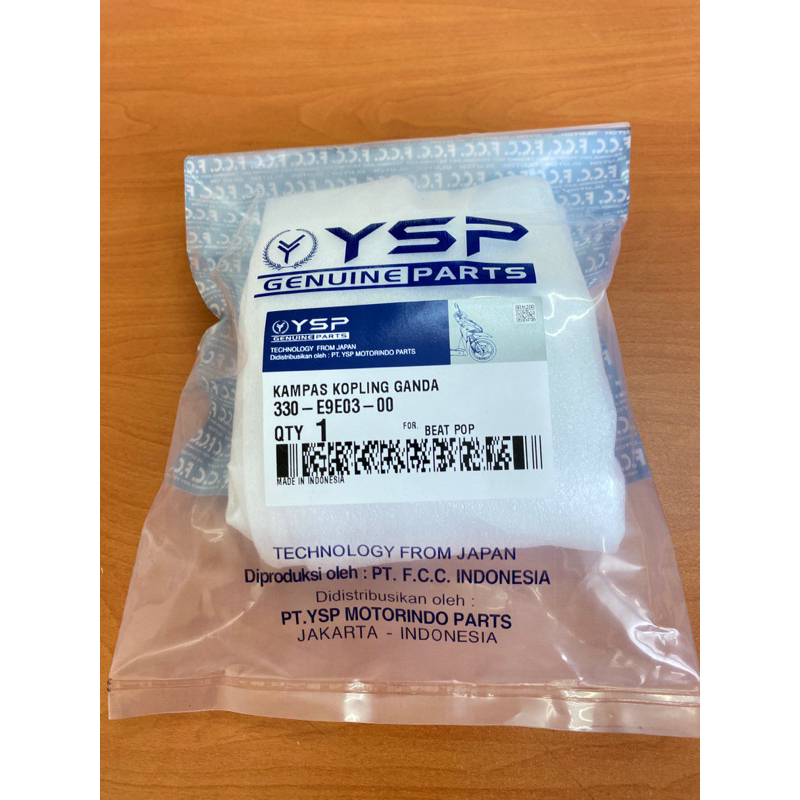 F.C.C. F.C.C. F.C.C. F.C.C.
YSP
GENUINE PARTS
YSP
GENUINE PARTS
TECHNOLOGY FROM JAPAN
Didistribusikan oleh : PT. YSP MOTORINDO PARTS
KAMPAS KOPLING GANDA
330-E9E03-00
QTY 1 FOR. BEAT POP
MADE IN INDONESIA
TECHNOLOGY FROM JAPAN
Diproduksi oleh : PT. F.C.C. INDONESIA
Didistribusikan oleh :
PT.YSP MOTORINDO PARTS
JAKARTA - INDONESIA